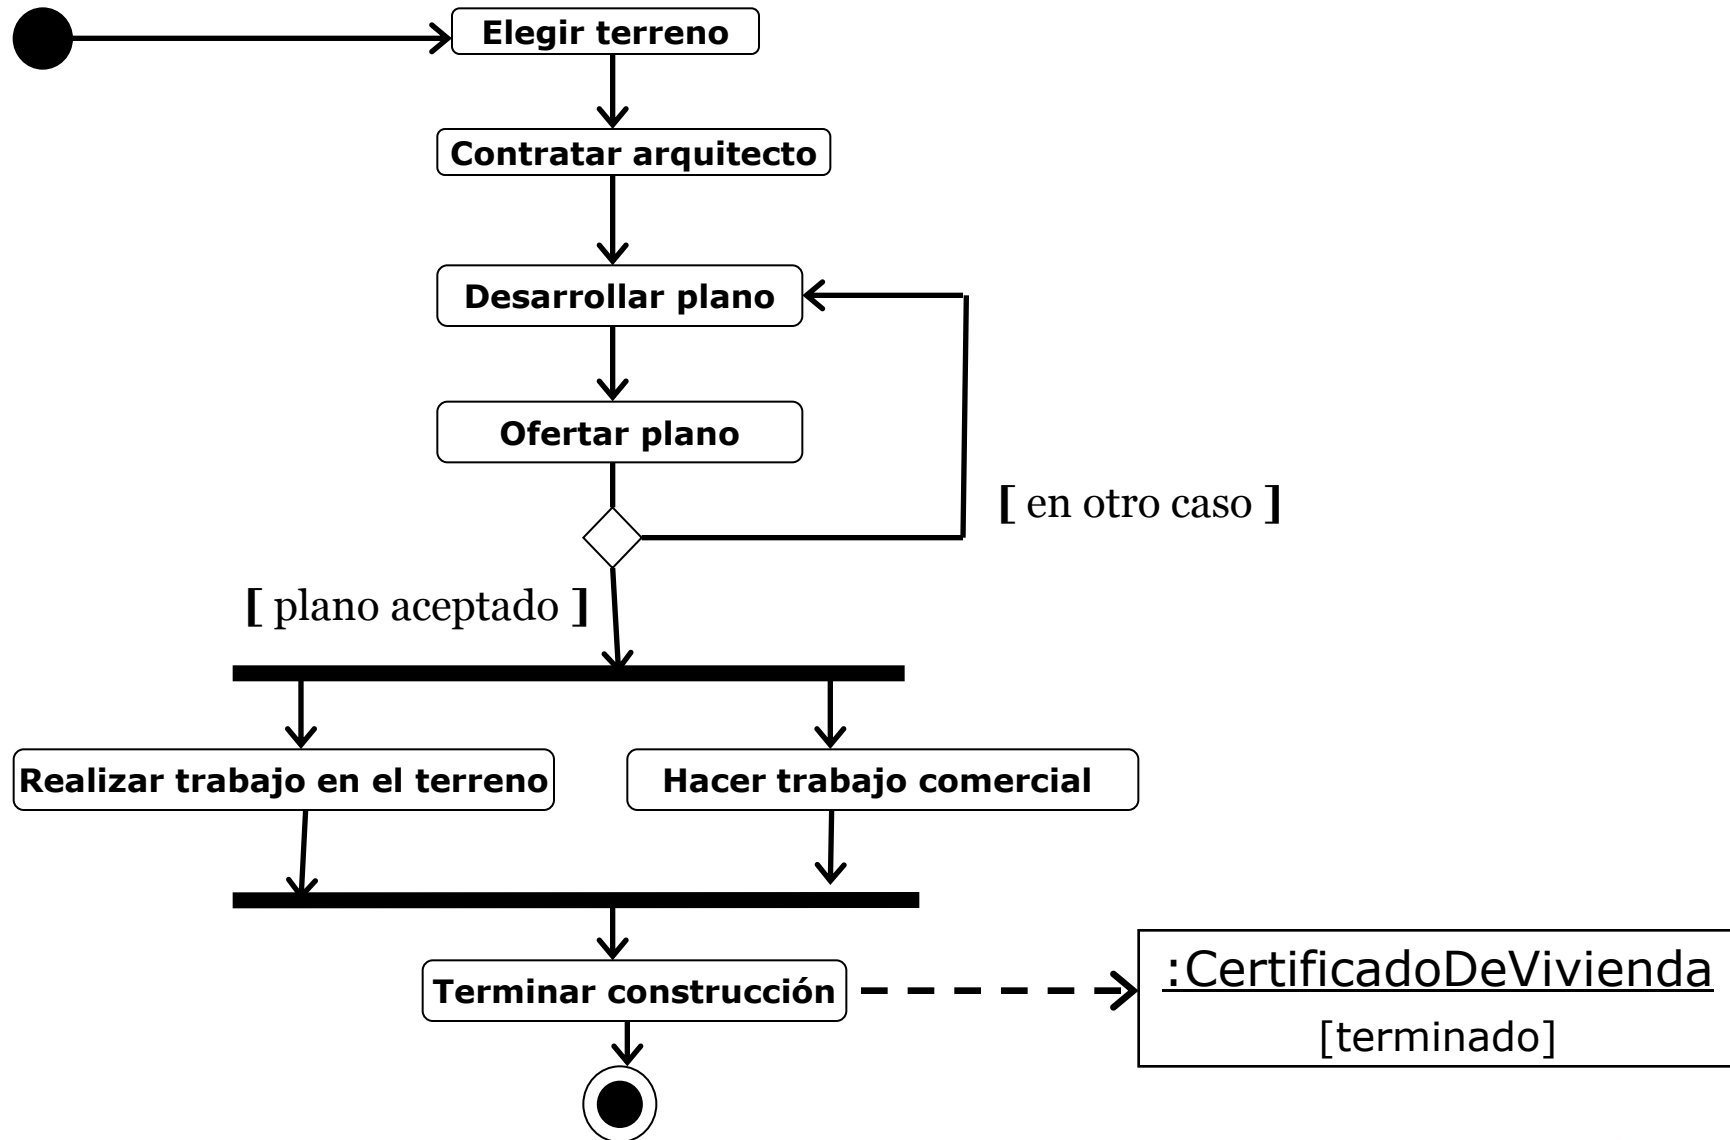 Elegir terreno
Contratar arquitecto
Desarrollar plano
Ofertar plano
[ en otro caso ]
[ plano aceptado ]
Realizar trabajo en el terreno
Hacer trabajo comercial
Terminar construcción
:CertificadoDeVivienda
[terminado]